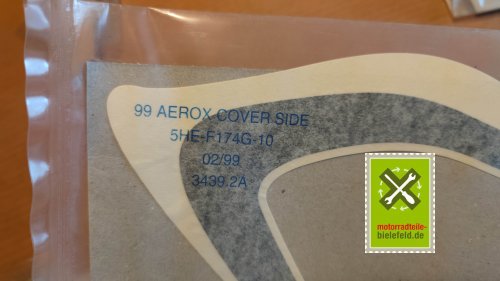 99 AEROX COVER SIDE
5HE-F174G-10
02/99
3439.2A
motorradteile-
bielefeld.de